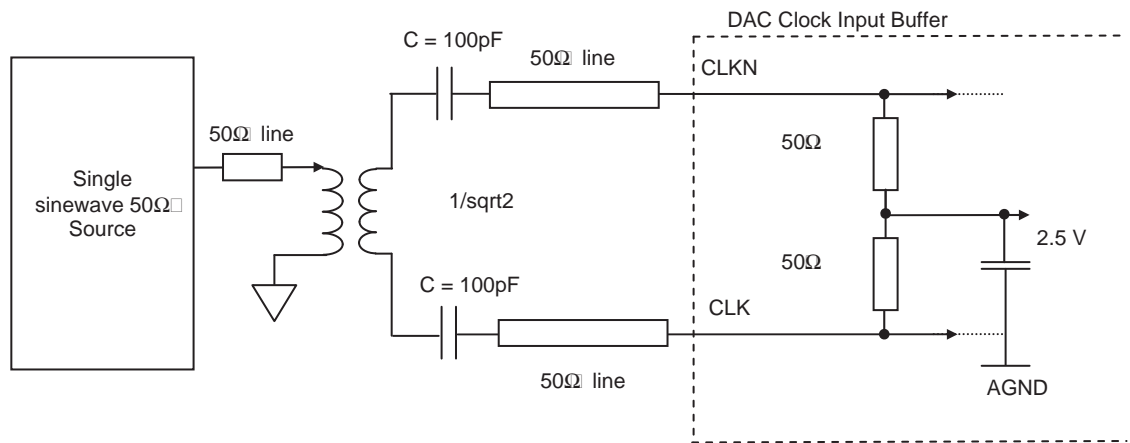 DAC Clock Input Buffer
C = 100pF
50Ω line
CLKN
50Ω line
50Ω
Single
sinewave 50Ω
Source
1/sqrt2
2.5 V
50Ω
C = 100pF
CLK
50Ω line
AGND